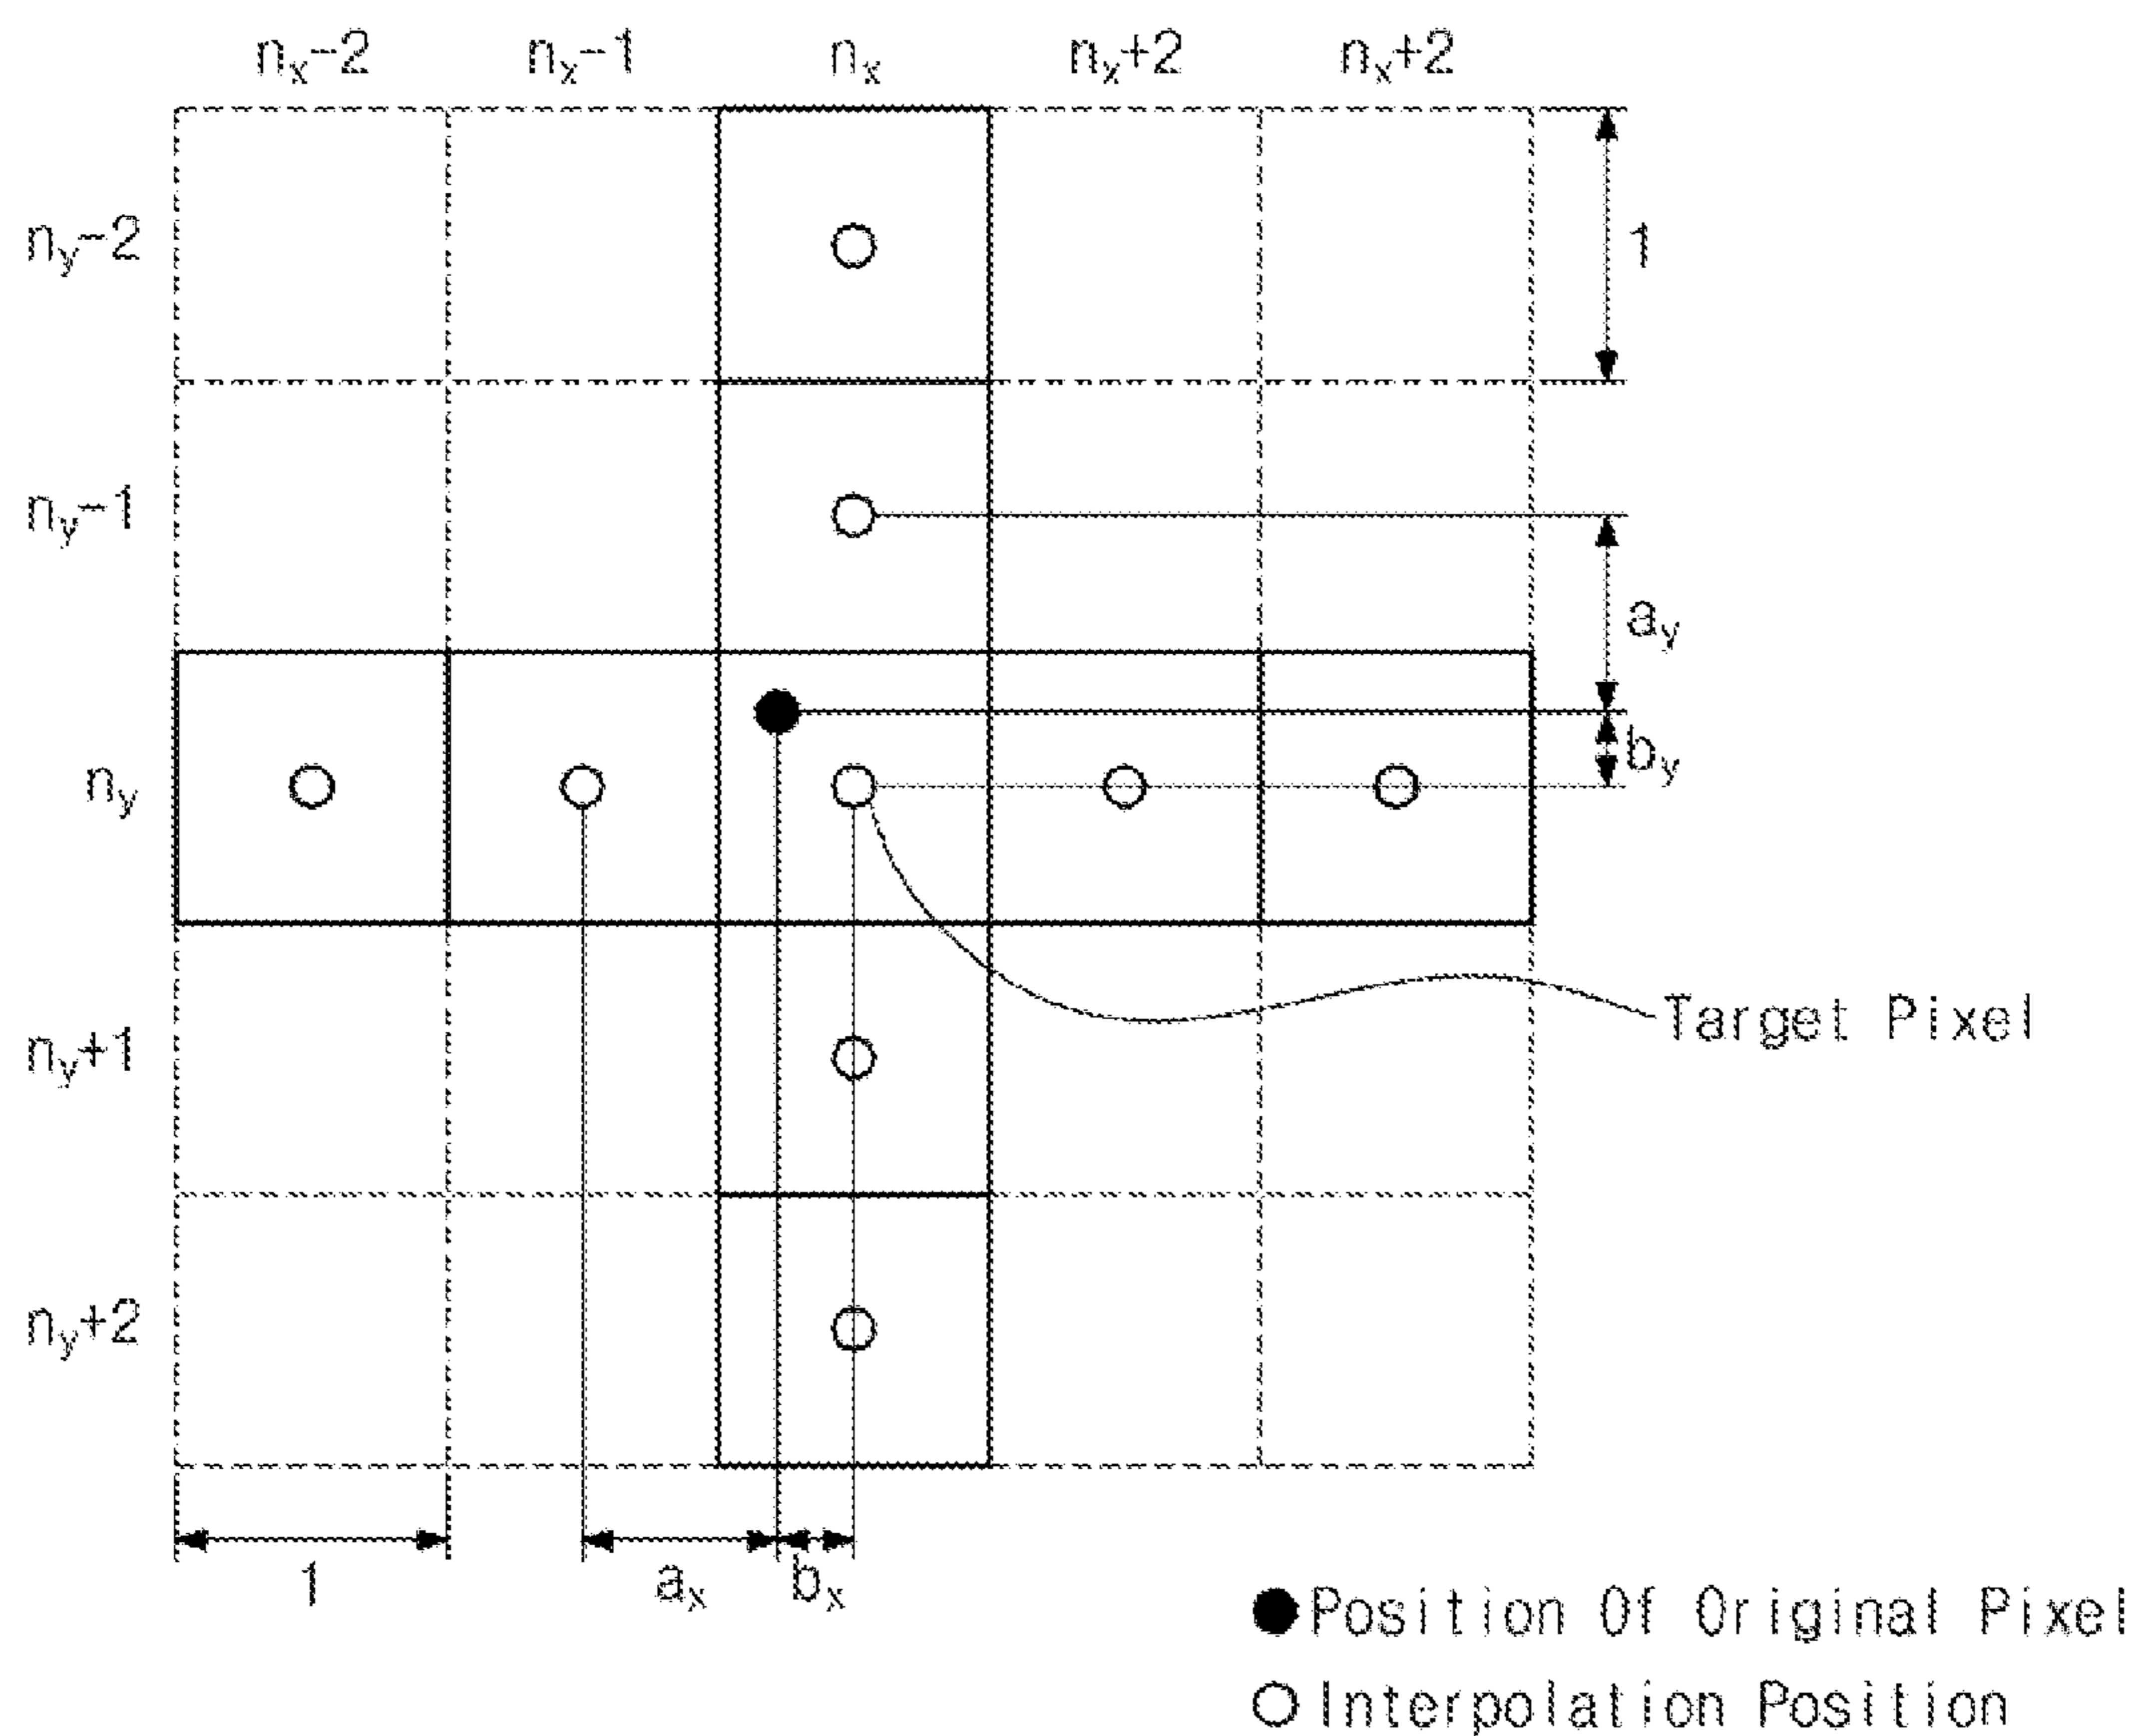 nx-2 nx-1 nx nx+2 nx+2
ny-2
1
ny-1
ay
by
ny
Target Pixel
ny+1
ny+2
1 ax bx
Position Of Original Pixel
Interpolation Position